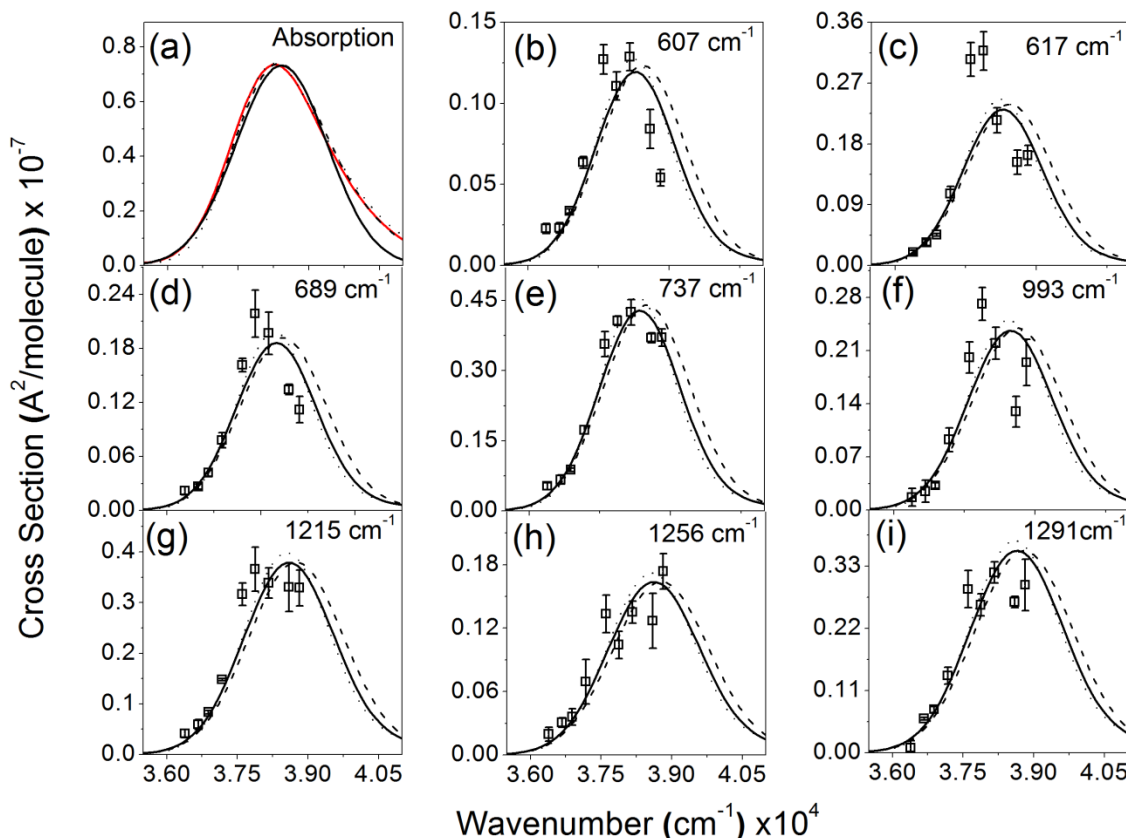 (a) Absorption
0.8
0.6
0.4
0.2
0.0
(b) 607 cm⁻¹
0.15
0.10
0.05
0.00
(c) 617 cm⁻¹
0.36
0.27
0.18
0.09
0.00
(d) 689 cm⁻¹
0.24
0.18
0.12
0.06
0.00
(e) 737 cm⁻¹
0.45
0.30
0.15
0.00
(f) 993 cm⁻¹
0.28
0.21
0.14
0.07
0.00
(g) 1215 cm⁻¹
0.4
0.3
0.2
0.1
0.0
3.60 3.75 3.90 4.05
(h) 1256 cm⁻¹
0.18
0.12
0.06
0.00
3.60 3.75 3.90 4.05
(i) 1291cm⁻¹
0.33
0.22
0.11
0.00
3.60 3.75 3.90 4.05
Cross Section (A²/molecule) x 10⁻⁷
Wavenumber (cm⁻¹) x10⁴